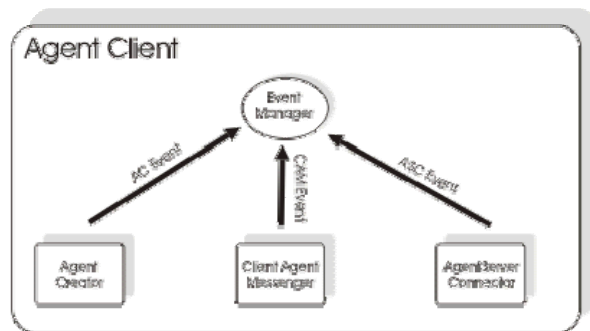 Agent Client
Event
Manager
AC Event
CAM Event
ASC Event
Agent
Creator
Client Agent
Messenger
AgentServer
Connector